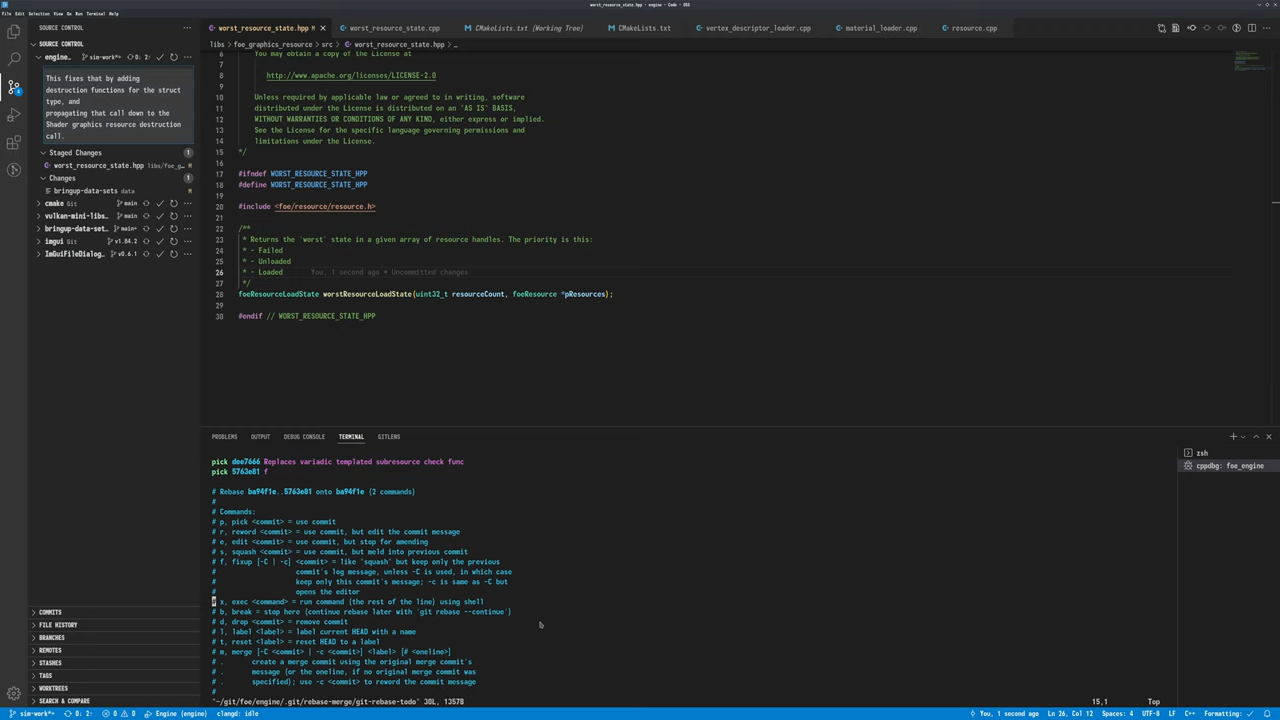 worst_resource_state.hpp - engine - Code - OSS
File Edit Selection View Go Run Terminal Help
SOURCE CONTROL
SOURCE CONTROL
engine... sim-work*+ 0↓ 2↑
This fixes that by adding
destruction functions for the struct
type, and
propagating that call down to the
Shader graphics resource destruction
call.
Staged Changes 1
worst_resource_state.hpp libs/foe_g... M
Changes 1
bringup-data-sets data M
cmake Git main
vulkan-mini-libs... main
bringup-data-set... main+
imgui Git v1.84.2
ImGuiFileDialog... v0.6.1
COMMITS
FILE HISTORY
BRANCHES
REMOTES
STASHES
TAGS
WORKTREES
SEARCH & COMPARE
worst_resource_state.hpp M worst_resource_state.cpp CMakeLists.txt (Working Tree) CMakeLists.txt vertex_descriptor_loader.cpp material_loader.cpp resource.cpp
libs > foe_graphics_resource > src > worst_resource_state.hpp > ...
6 You may obtain a copy of the License at
7
8 http://www.apache.org/licenses/LICENSE-2.0
9
10 Unless required by applicable law or agreed to in writing, software
11 distributed under the License is distributed on an "AS IS" BASIS,
12 WITHOUT WARRANTIES OR CONDITIONS OF ANY KIND, either express or implied.
13 See the License for the specific language governing permissions and
14 limitations under the License.
15 */
16
17 #ifndef WORST_RESOURCE_STATE_HPP
18 #define WORST_RESOURCE_STATE_HPP
19
20 #include <foe/resource/resource.h>
21
22 /**
23 * Returns the 'worst' state in a given array of resource handles. The priority is this:
24 * - Failed
25 * - Unloaded
26 * - Loaded You, 1 second ago • Uncommitted changes
27 */
28 foeResourceLoadState worstResourceLoadState(uint32_t resourceCount, foeResource *pResources);
29
30 #endif // WORST_RESOURCE_STATE_HPP
PROBLEMS OUTPUT DEBUG CONSOLE TERMINAL GITLENS
zsh
cppdbg: foe_engine
pick dee7666 Replaces variadic templated subresource check func
pick 5763e81 f
# Rebase ba94f1e..5763e81 onto ba94f1e (2 commands)
#
# Commands:
# p, pick <commit> = use commit
# r, reword <commit> = use commit, but edit the commit message
# e, edit <commit> = use commit, but stop for amending
# s, squash <commit> = use commit, but meld into previous commit
# f, fixup [-C | -c] <commit> = like "squash" but keep only the previous
# commit's log message, unless -C is used, in which case
# keep only this commit's message; -c is same as -C but
# opens the editor
# x, exec <command> = run command (the rest of the line) using shell
# b, break = stop here (continue rebase later with 'git rebase --continue')
# d, drop <commit> = remove commit
# l, label <label> = label current HEAD with a name
# t, reset <label> = reset HEAD to a label
# m, merge [-C <commit> | -c <commit>] <label> [# <oneline>]
# . create a merge commit using the original merge commit's
# . message (or the oneline, if no original merge commit was
# . specified); use -c <commit> to reword the commit message
#
"~/git/foe/engine/.git/rebase-merge/git-rebase-todo" 30L, 1357B 15,1 Top
sim-work*+ 0↓ 2↑ 0 0 Engine (engine) clangd: idle You, 1 second ago Ln 26, Col 12 Spaces: 4 UTF-8 LF C++ Formatting: ✓